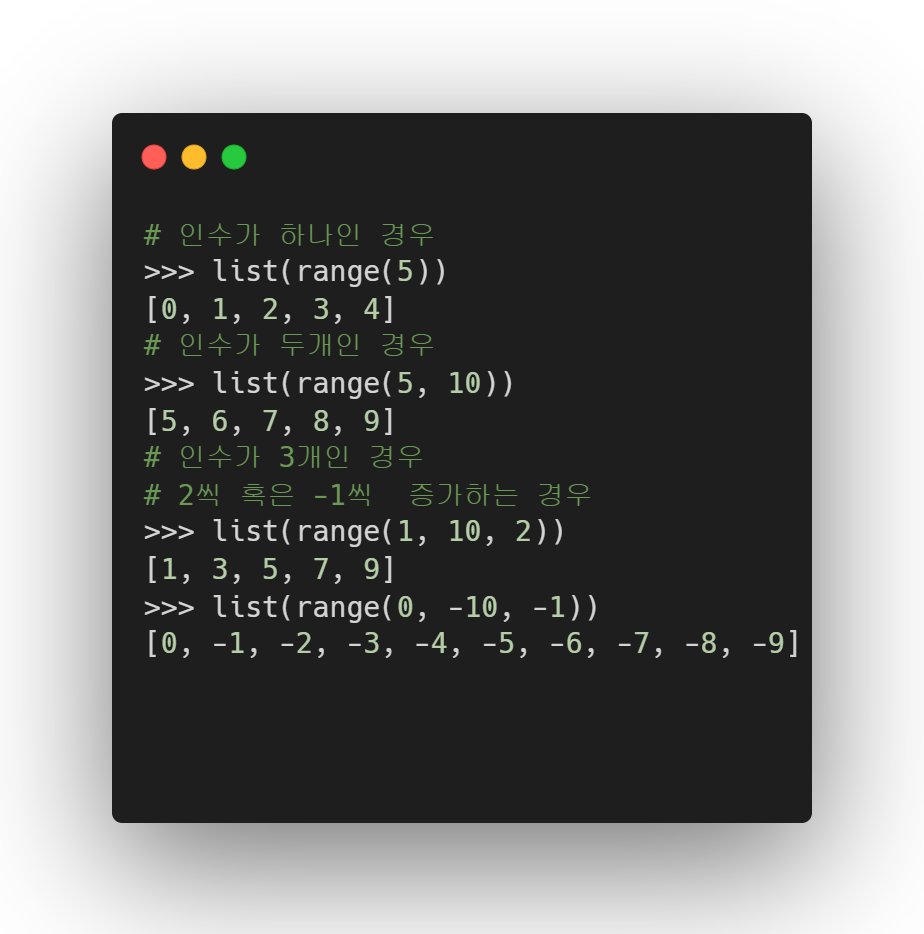 # 인수가 하나인 경우
>>> list(range(5))
[0, 1, 2, 3, 4]
# 인수가 두개인 경우
>>> list(range(5, 10))
[5, 6, 7, 8, 9]
# 인수가 3개인 경우
# 2씩 혹은 -1씩  증가하는 경우
>>> list(range(1, 10, 2))
[1, 3, 5, 7, 9]
>>> list(range(0, -10, -1))
[0, -1, -2, -3, -4, -5, -6, -7, -8, -9]